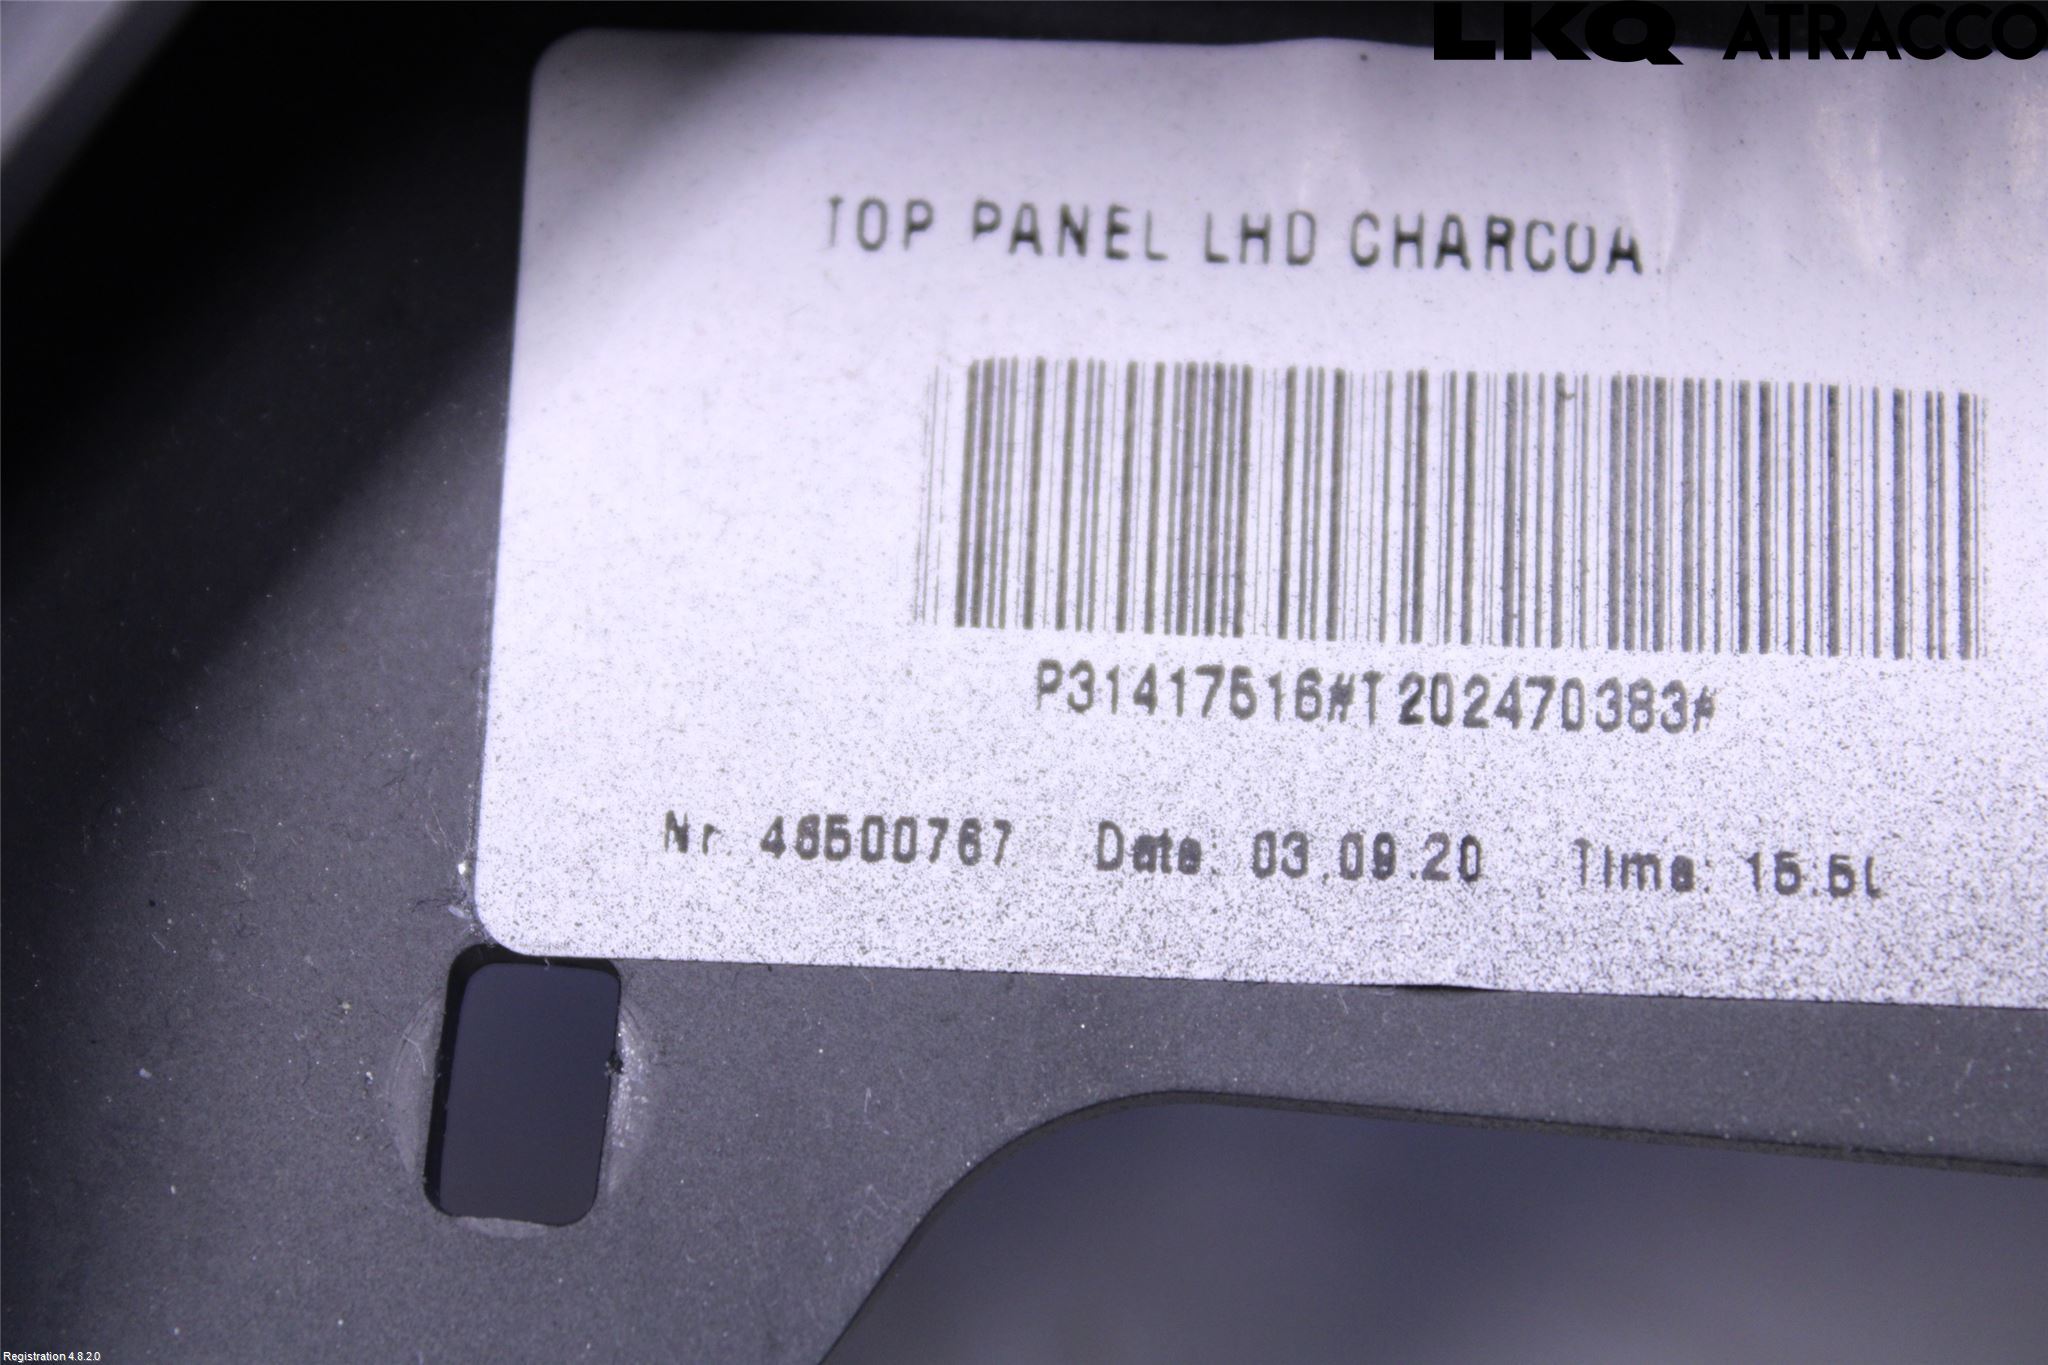 LKQ ATRACCO
TOP PANEL LHD CHARCOA
P31417516#T202470383#
Nr. 46500767 Date: 03.09.20 Time: 15:50
Registration 4.8.2.0